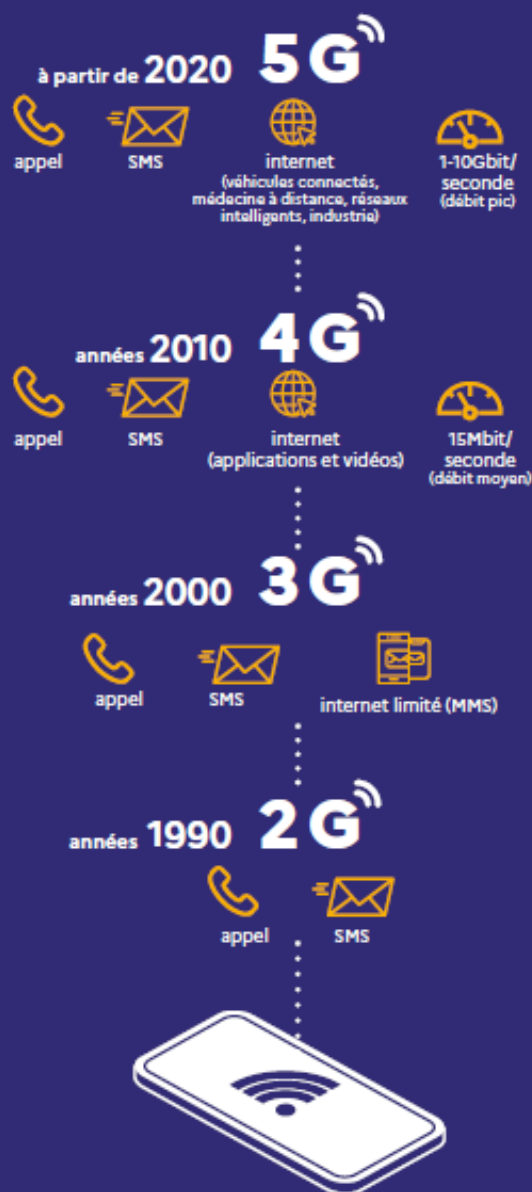 à partir de 2020 5G
appel
SMS
internet
(véhicules connectés,
médecine à distance, réseaux
intelligents, industrie)
1-10Gbit/
seconde
(débit pic)
années 2010 4G
appel
SMS
internet
(applications et vidéos)
15Mbit/
seconde
(débit moyen)
années 2000 3G
appel
SMS
internet limité (MMS)
années 1990 2G
appel
SMS